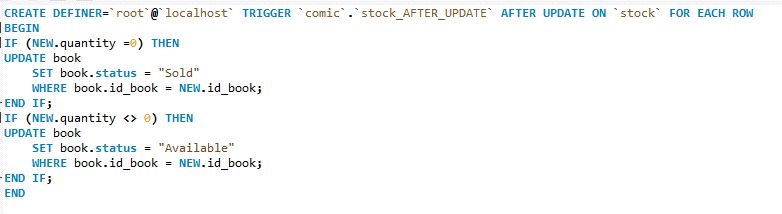 CREATE DEFINER=`root`@`localhost` TRIGGER `comic`.`stock_AFTER_UPDATE` AFTER UPDATE ON `stock` FOR EACH ROW
BEGIN
IF (NEW.quantity =0) THEN
UPDATE book
    SET book.status = "Sold"
    WHERE book.id_book = NEW.id_book;
END IF;
IF (NEW.quantity <> 0) THEN
UPDATE book
    SET book.status = "Available"
    WHERE book.id_book = NEW.id_book;
END IF;
END